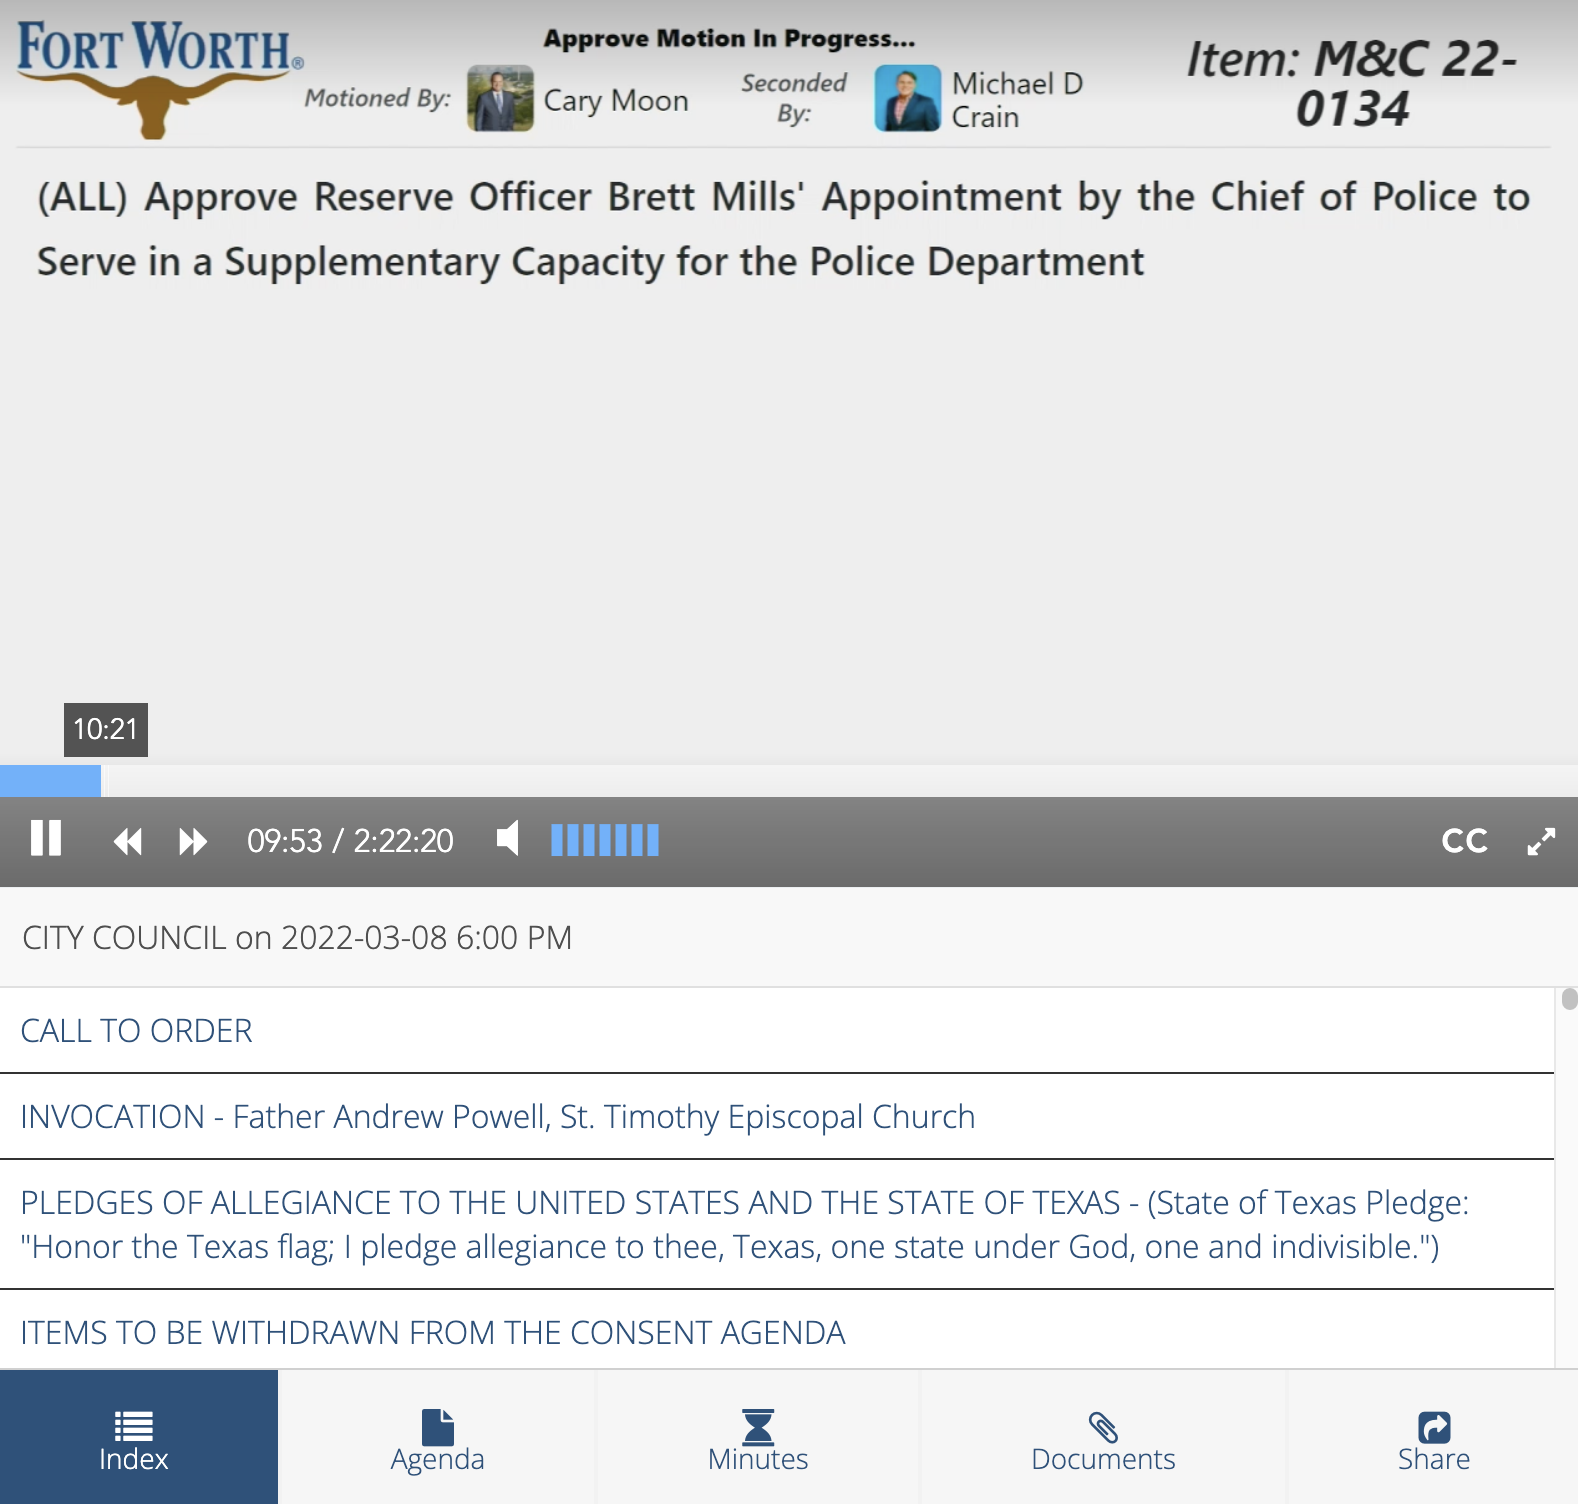 FORT WORTH®
Approve Motion In Progress...
Motioned By:
Cary Moon
Seconded
By:
Michael D
Crain
Item: M&C 22-
0134
(ALL) Approve Reserve Officer Brett Mills' Appointment by the Chief of Police to
Serve in a Supplementary Capacity for the Police Department
10:21
09:53 / 2:22:20
CC
CITY COUNCIL on 2022-03-08 6:00 PM
CALL TO ORDER
INVOCATION - Father Andrew Powell, St. Timothy Episcopal Church
PLEDGES OF ALLEGIANCE TO THE UNITED STATES AND THE STATE OF TEXAS - (State of Texas Pledge:
"Honor the Texas flag; I pledge allegiance to thee, Texas, one state under God, one and indivisible.")
ITEMS TO BE WITHDRAWN FROM THE CONSENT AGENDA
Index
Agenda
Minutes
Documents
Share